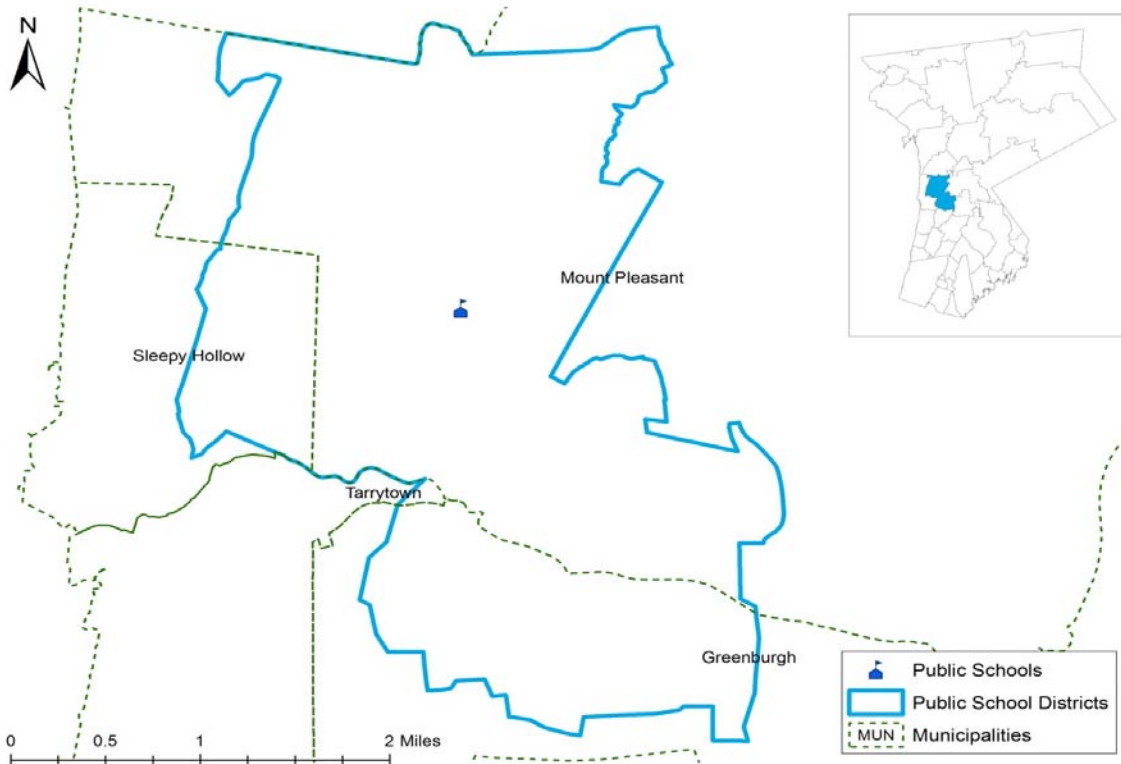 N
Mount Pleasant
Sleepy Hollow
Tarrytown
Greenburgh
Public Schools
Public School Districts
MUN Municipalities
0 0.5 1 2 Miles